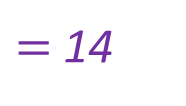 = 14